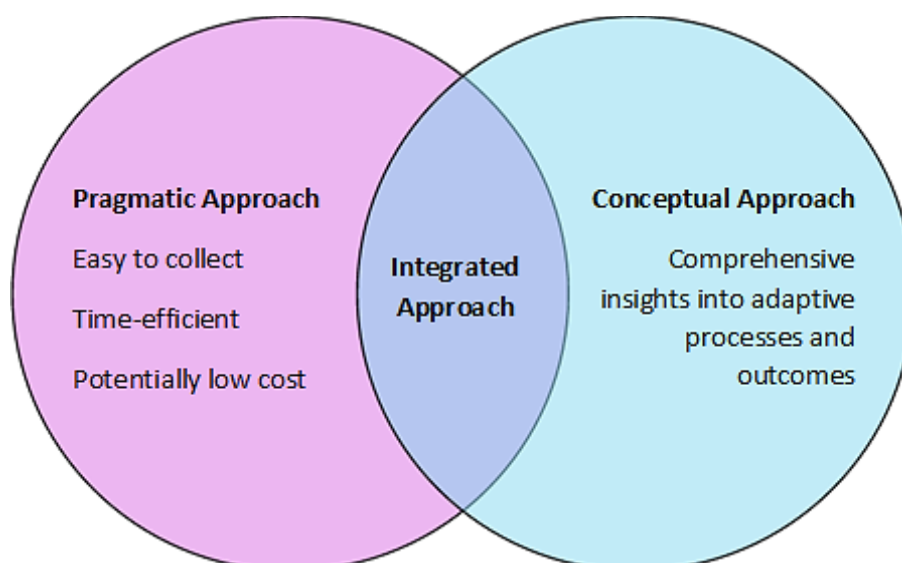 Pragmatic Approach
Easy to collect
Time-efficient
Potentially low cost
Integrated
Approach
Conceptual Approach
Comprehensive
insights into adaptive
processes and
outcomes